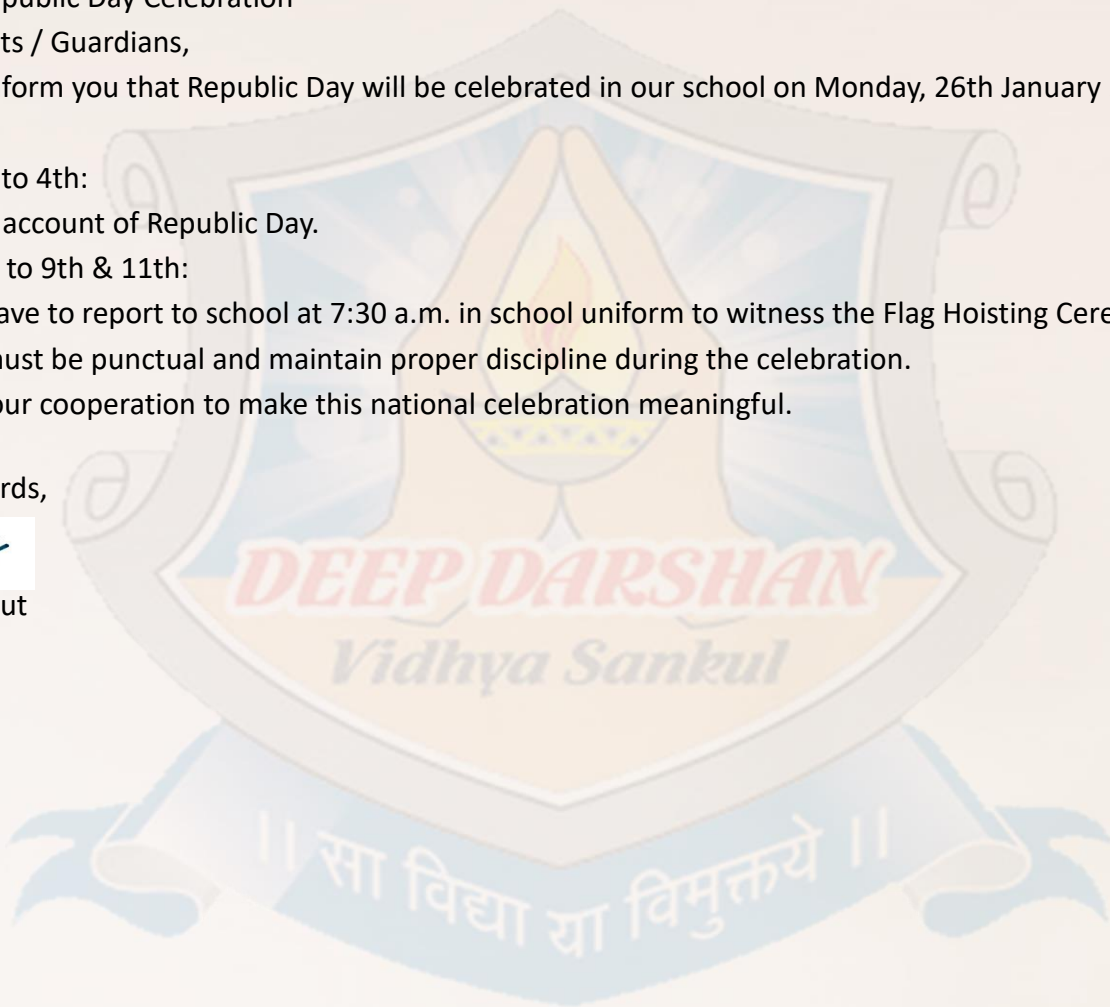 public Day Celebration
ts / Guardians,
form you that Republic Day will be celebrated in our school on Monday, 26th January
to 4th:
account of Republic Day.
to 9th & 11th:
ave to report to school at 7:30 a.m. in school uniform to witness the Flag Hoisting Cere
ust be punctual and maintain proper discipline during the celebration.
our cooperation to make this national celebration meaningful.
rds,
ut
DEEP DARSHAN
Vidhya Sankul
|| सा विद्या या विमुक्तये ||